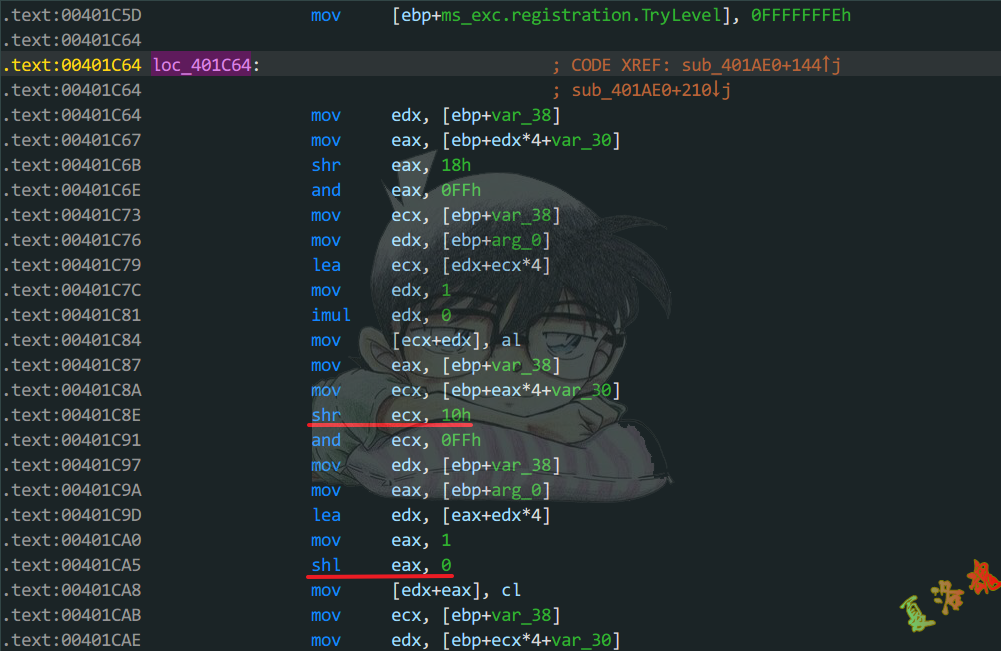 .text:00401C5D mov [ebp+ms_exc.registration.TryLevel], 0FFFFFFFEh
.text:00401C64
.text:00401C64 loc_401C64: ; CODE XREF: sub_401AE0+144↑j
.text:00401C64 ; sub_401AE0+210↓j
.text:00401C64 mov edx, [ebp+var_38]
.text:00401C67 mov eax, [ebp+edx*4+var_30]
.text:00401C6B shr eax, 18h
.text:00401C6E and eax, 0FFh
.text:00401C73 mov ecx, [ebp+var_38]
.text:00401C76 mov edx, [ebp+arg_0]
.text:00401C79 lea ecx, [edx+ecx*4]
.text:00401C7C mov edx, 1
.text:00401C81 imul edx, 0
.text:00401C84 mov [ecx+edx], al
.text:00401C87 mov eax, [ebp+var_38]
.text:00401C8A mov ecx, [ebp+eax*4+var_30]
.text:00401C8E shr ecx, 10h
.text:00401C91 and ecx, 0FFh
.text:00401C97 mov edx, [ebp+var_38]
.text:00401C9A mov eax, [ebp+arg_0]
.text:00401C9D lea edx, [eax+edx*4]
.text:00401CA0 mov eax, 1
.text:00401CA5 shl eax, 0
.text:00401CA8 mov [edx+eax], cl
.text:00401CAB mov ecx, [ebp+var_38]
.text:00401CAE mov edx, [ebp+ecx*4+var_30]
夏洛